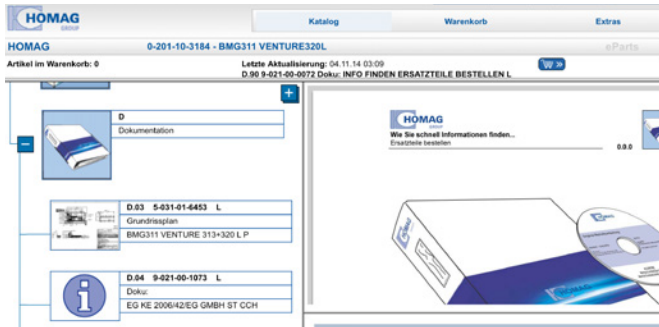 HOMAG
GROUP
Katalog Warenkorb Extras
HOMAG 0-201-10-3184 - BMG311 VENTURE320L eParts
Artikel im Warenkorb: 0 Letzte Aktualisierung: 04.11.14 03:09
D.90 9-021-00-0072 Doku: INFO FINDEN ERSATZTEILE BESTELLEN L
D
Dokumentation
D.03 5-031-01-6453 L
Grundrissplan
BMG311 VENTURE 313+320 L P
D.04 9-021-00-1073 L
Doku:
EG KE 2006/42/EG GMBH ST CCH
HOMAG
GROUP
Wie Sie schnell Informationen finden...
Ersatzteile bestellen
0.0.0
HOMAG
HOMAG